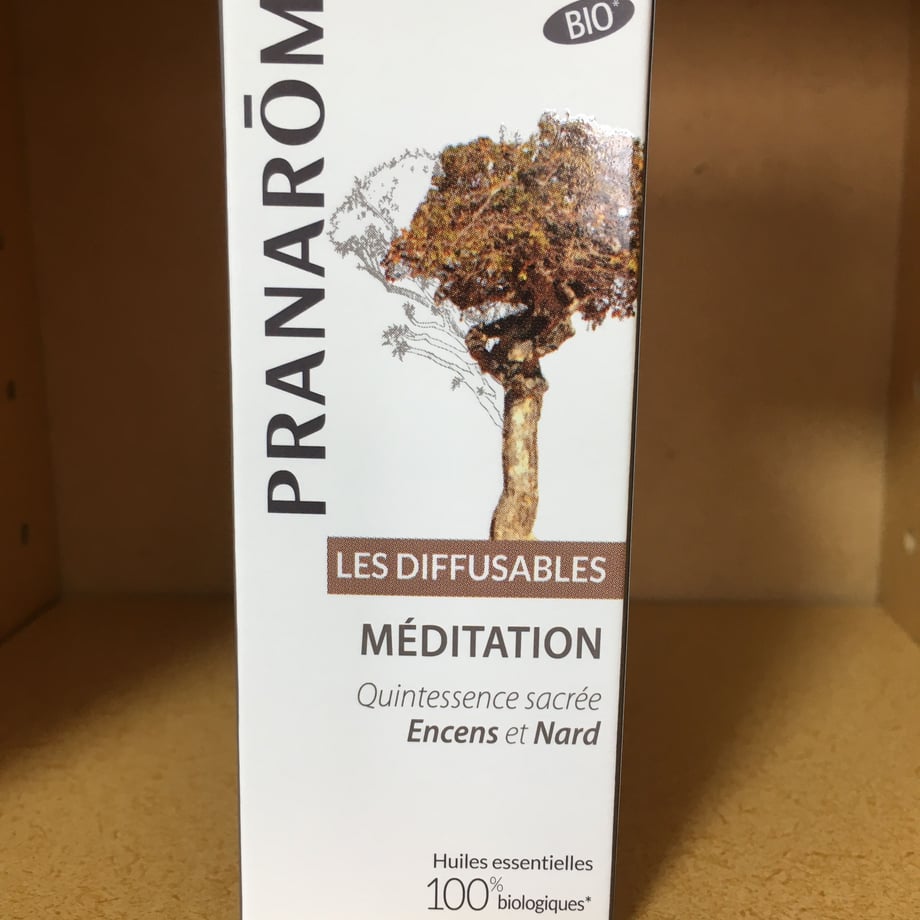 BIO*
PRANARŌM
LES DIFFUSABLES
MÉDITATION
Quintessence sacrée
Encens et Nard
Huiles essentielles
100% biologiques*